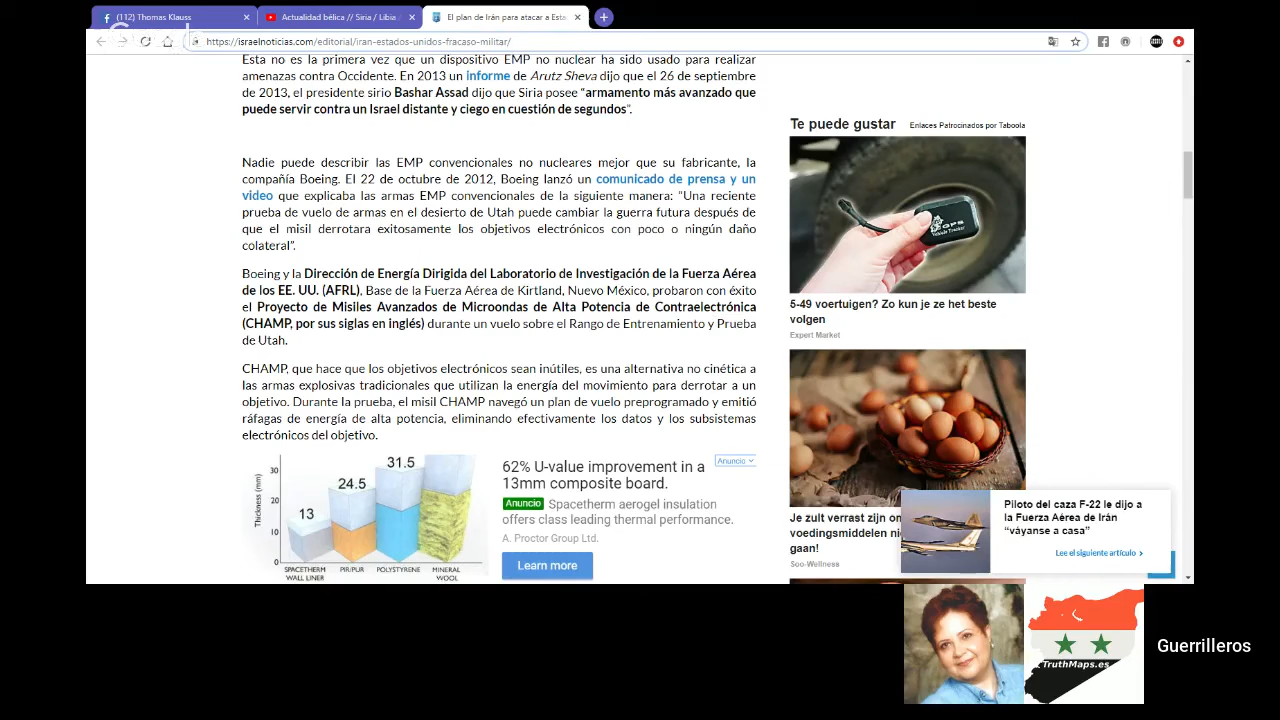 (112) Thomas Klauss
Actualidad bélica // Siria / Libia
El plan de Irán para atacar a Esta
https://israelnoticias.com/editorial/iran-estados-unidos-fracaso-militar/
Esta no es la primera vez que un dispositivo EMP no nuclear ha sido usado para realizar
amenazas contra Occidente. En 2013 un informe de Arutz Sheva dijo que el 26 de septiembre
de 2013, el presidente sirio Bashar Assad dijo que Siria posee “armamento más avanzado que
puede servir contra un Israel distante y ciego en cuestión de segundos”.
Nadie puede describir las EMP convencionales no nucleares mejor que su fabricante, la
compañía Boeing. El 22 de octubre de 2012, Boeing lanzó un comunicado de prensa y un
video que explicaba las armas EMP convencionales de la siguiente manera: “Una reciente
prueba de vuelo de armas en el desierto de Utah puede cambiar la guerra futura después de
que el misil derrotara exitosamente los objetivos electrónicos con poco o ningún daño
colateral”.
Boeing y la Dirección de Energía Dirigida del Laboratorio de Investigación de la Fuerza Aérea
de los EE. UU. (AFRL), Base de la Fuerza Aérea de Kirtland, Nuevo México, probaron con éxito
el Proyecto de Misiles Avanzados de Microondas de Alta Potencia de Contraelectrónica
(CHAMP, por sus siglas en inglés) durante un vuelo sobre el Rango de Entrenamiento y Prueba
de Utah.
CHAMP, que hace que los objetivos electrónicos sean inútiles, es una alternativa no cinética a
las armas explosivas tradicionales que utilizan la energía del movimiento para derrotar a un
objetivo. Durante la prueba, el misil CHAMP navegó un plan de vuelo preprogramado y emitió
ráfagas de energía de alta potencia, eliminando efectivamente los datos y los subsistemas
electrónicos del objetivo.
Thickness (mm)
30
20
10
0
13
24.5
31.5
SPACETHERM
WALL LINER
PIR/PUR
POLYSTYRENE
MINERAL
WOOL
62% U-value improvement in a
13mm composite board.
Anuncio
Anuncio Spacetherm aerogel insulation
offers class leading thermal performance.
A. Proctor Group Ltd.
Learn more
Te puede gustar
Enlaces Patrocinados por Taboola
GPS
Vehicle Tracker
5-49 voertuigen? Zo kun je ze het beste
volgen
Expert Market
Je zult verrast zijn om
voedingsmiddelen
gaan!
Soo-Wellness
Piloto del caza F-22 le dijo a
la Fuerza Aérea de Irán
“váyanse a casa”
Lee el siguiente artículo
TruthMaps.es
Guerrilleros